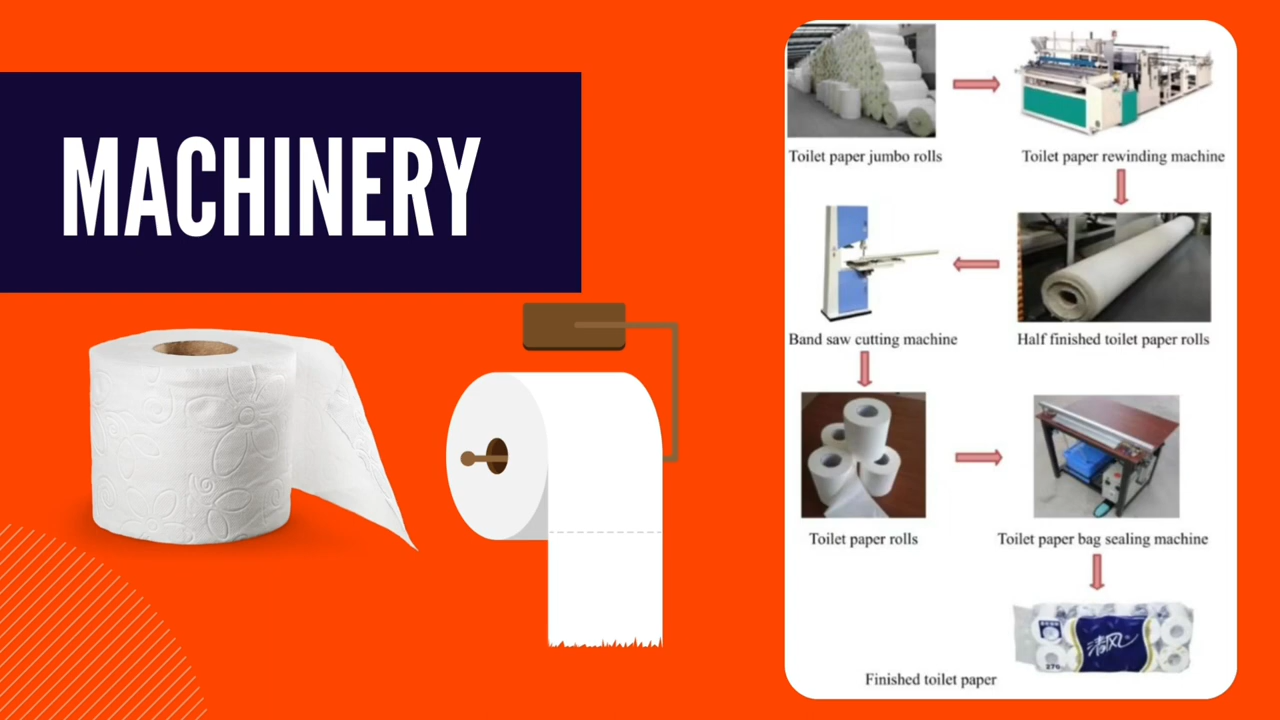 MACHINERY
Toilet paper jumbo rolls
Toilet paper rewinding machine
Band saw cutting machine
Half finished toilet paper rolls
Toilet paper rolls
Toilet paper bag sealing machine
清风
270
Finished toilet paper